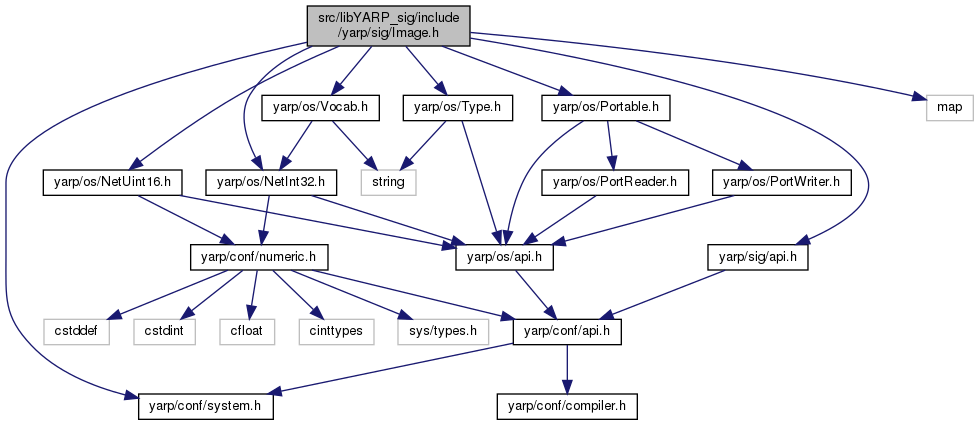 src/libYARP_sig/include
/yarp/sig/Image.h
yarp/os/Vocab.h
yarp/os/Type.h
yarp/os/Portable.h
map
yarp/os/NetUint16.h
yarp/os/NetInt32.h
string
yarp/os/PortReader.h
yarp/os/PortWriter.h
yarp/conf/numeric.h
yarp/os/api.h
yarp/sig/api.h
cstddef
cstdint
cfloat
cinttypes
sys/types.h
yarp/conf/api.h
yarp/conf/system.h
yarp/conf/compiler.h